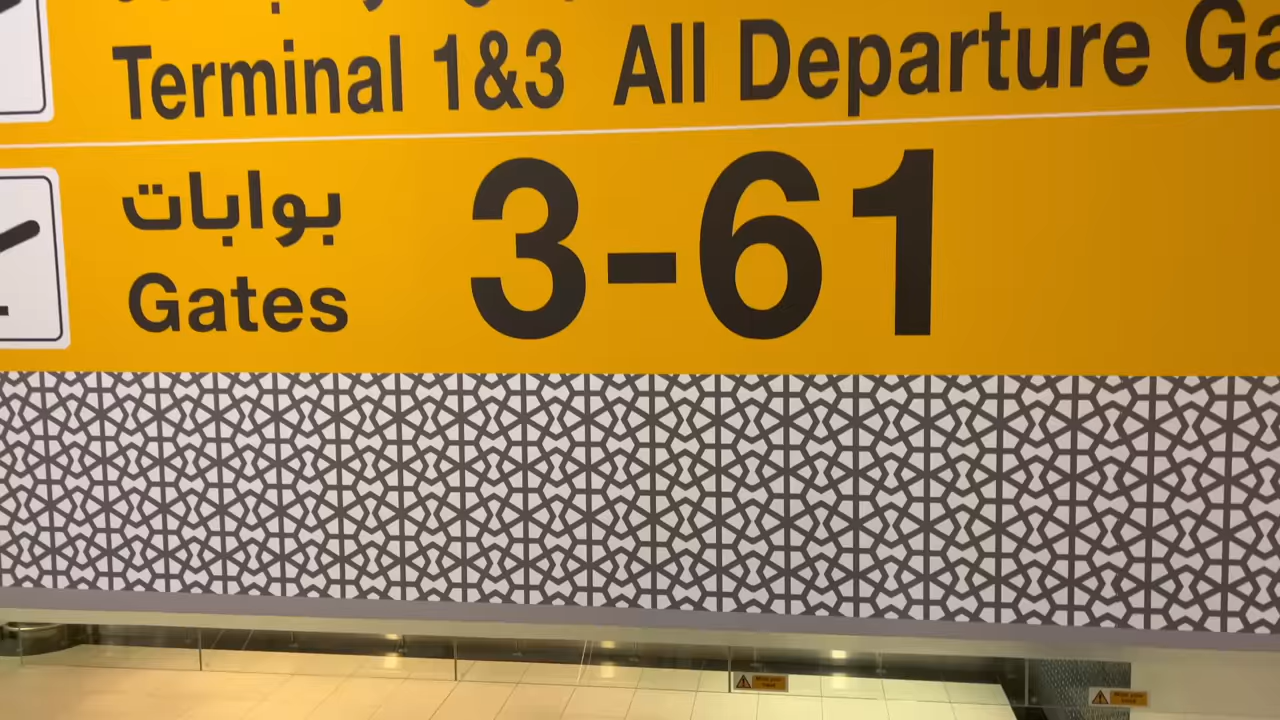 Terminal 1&3 All Departure Ga
بوابات
Gates
3-61